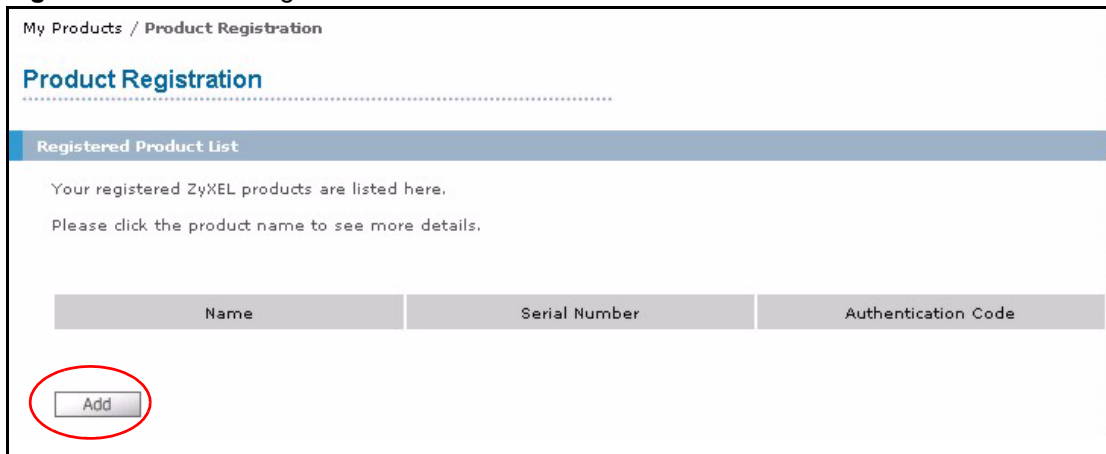 My Products / Product Registration
Product Registration
Registered Product List
Your registered ZyXEL products are listed here.
Please click the product name to see more details.
Name Serial Number Authentication Code
Add